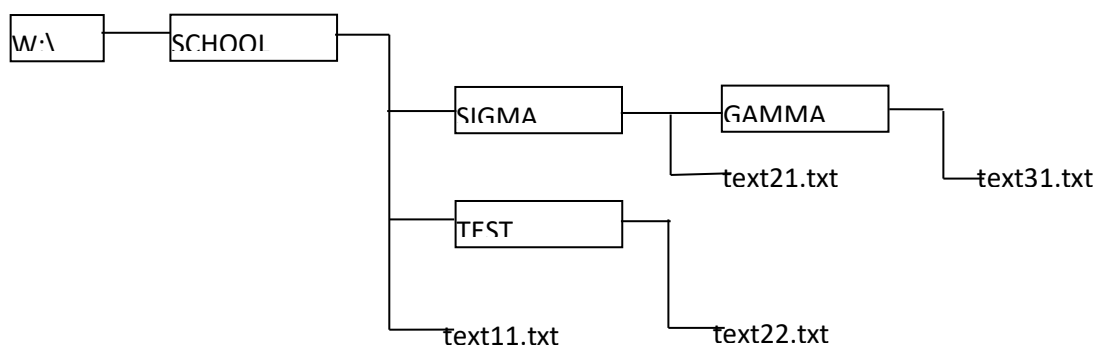 W:\
SCHOOL
SIGMA
GAMMA
text21.txt
text31.txt
TEST
text11.txt
text22.txt